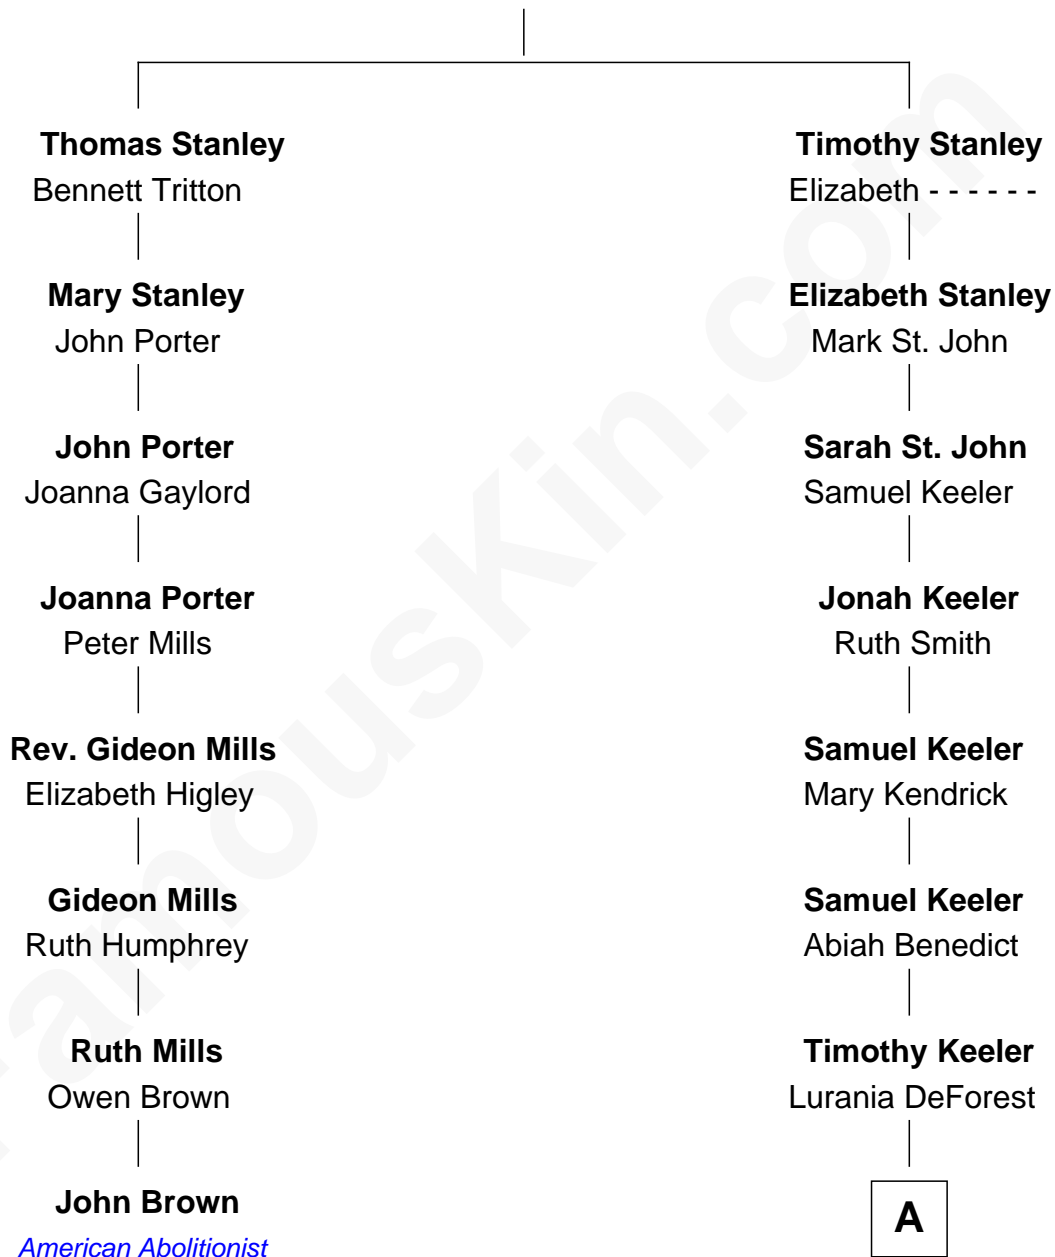 Thomas Stanley
Bennett Tritton
Mary Stanley
John Porter
John Porter
Joanna Gaylord
Joanna Porter
Peter Mills
Rev. Gideon Mills
Elizabeth Higley
Gideon Mills
Ruth Humphrey
Ruth Mills
Owen Brown
John Brown
American Abolitionist
Timothy Stanley
Elizabeth - - - - - -
Elizabeth Stanley
Mark St. John
Sarah St. John
Samuel Keeler
Jonah Keeler
Ruth Smith
Samuel Keeler
Mary Kendrick
Samuel Keeler
Abiah Benedict
Timothy Keeler
Lurania DeForest
A
FamousKin.com